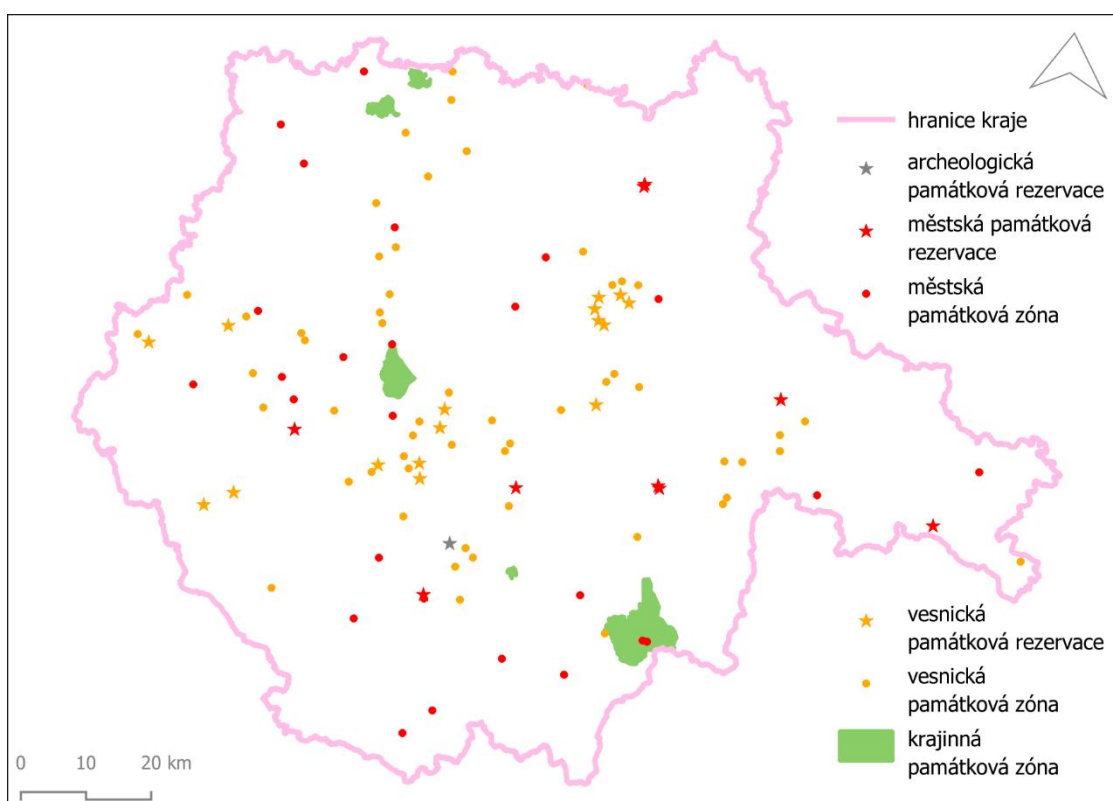 hranice kraje
archeologická
památková rezervace
městská památková
rezervace
městská
památková zóna
vesnická
památková rezervace
vesnická
památková zóna
krajinná
památková zóna
0 10 20 km